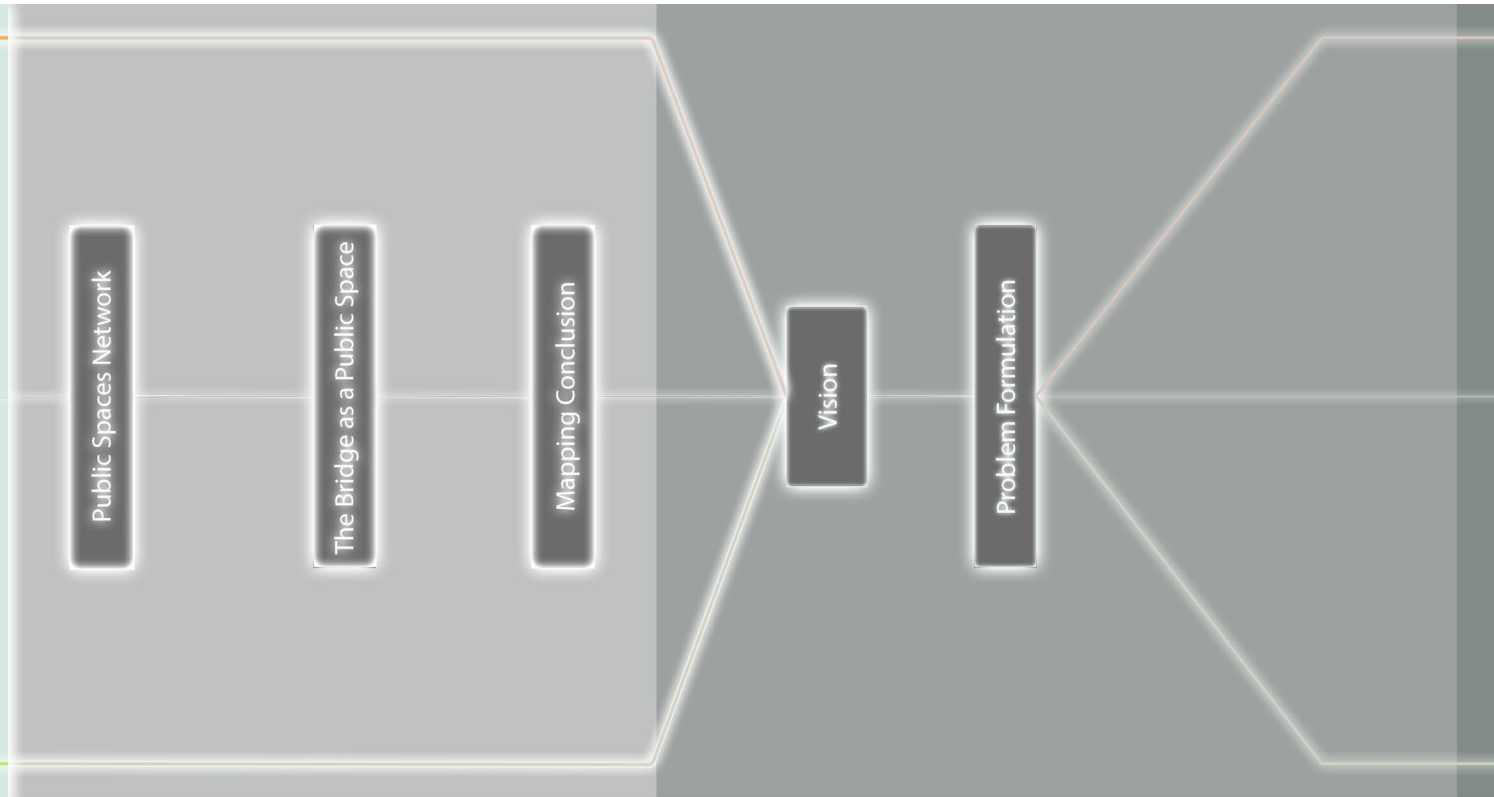 Public Spaces Network
The Bridge as a Public Space
Mapping Conclusion
Vision
Problem Formulation